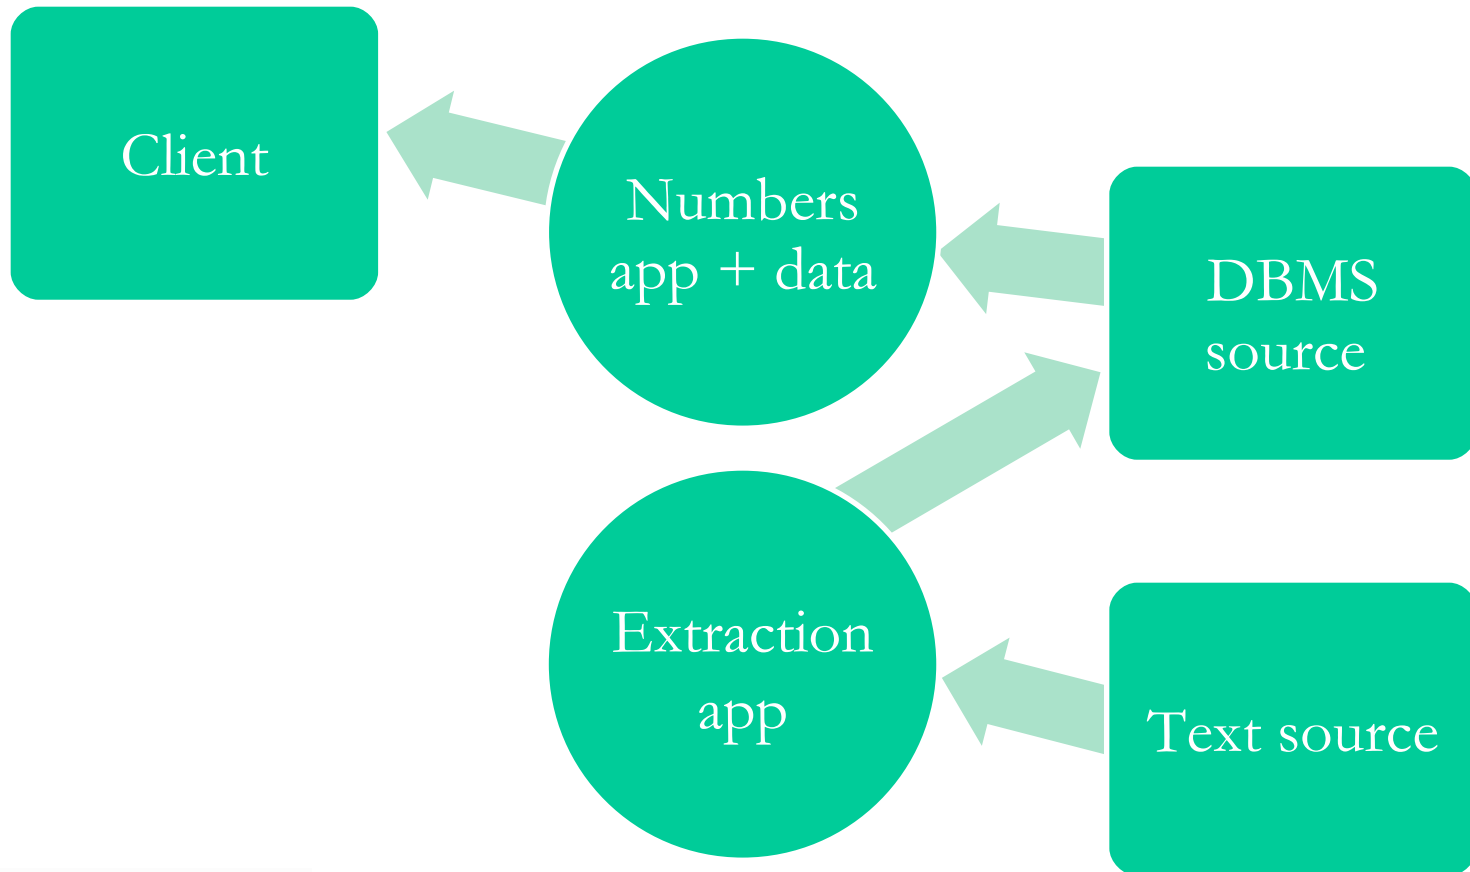 Client
Numbers
app + data
DBMS
source
Extraction
app
Text source